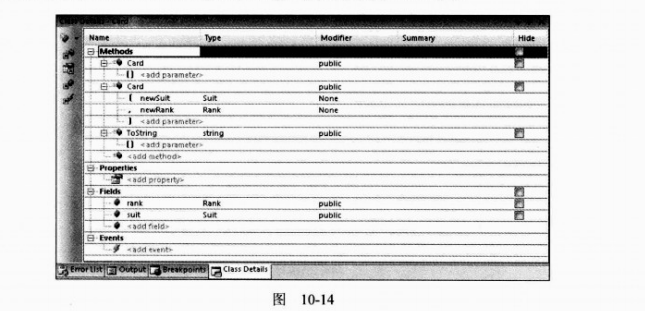 Class Details - Card
Name Type Modifier Summary Hide
Methods
Card public
() <add parameter>
Card public
( newSuit Suit None
, newRank Rank None
) <add parameter>
ToString string public
() <add parameter>
<add method>
Properties
<add property>
Fields
rank Rank public
suit Suit public
<add field>
Events
<add event>
Error List Output Breakpoints Class Details
图 10-14